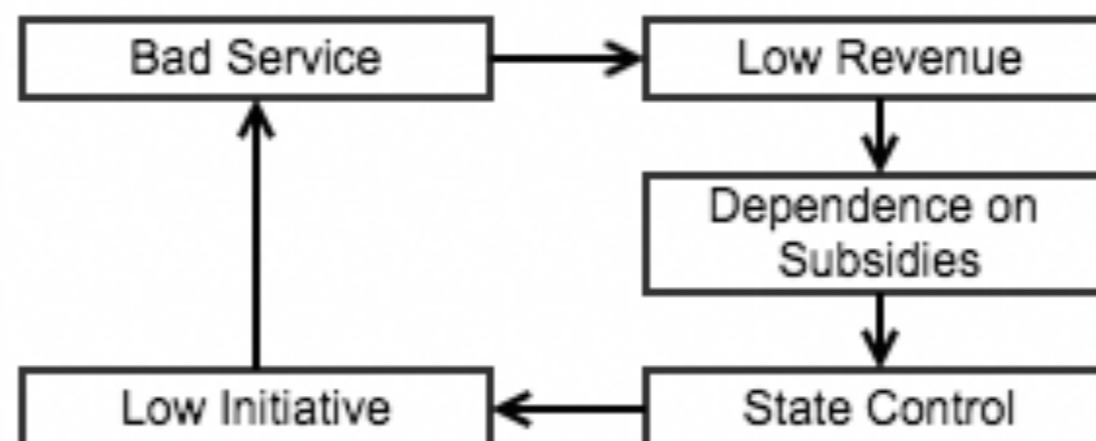 Bad Service
Low Revenue
Dependence on
Subsidies
Low Initiative
State Control